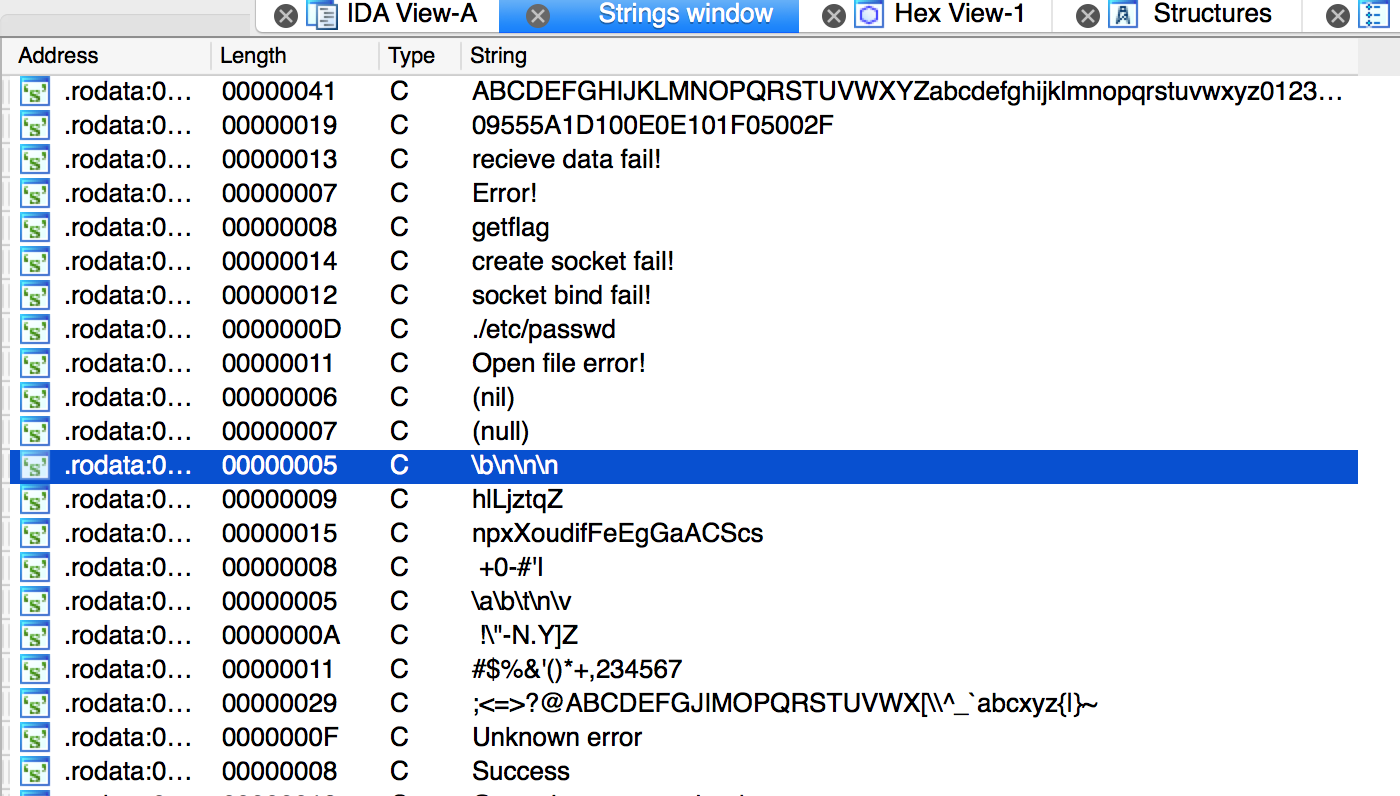 IDA View-A Strings window Hex View-1 Structures
Address Length Type String
.rodata:0… 00000041 C ABCDEFGHIJKLMNOPQRSTUVWXYZabcdefghijklmnopqrstuvwxyz0123…
.rodata:0… 00000019 C 09555A1D100E0E101F05002F
.rodata:0… 00000013 C recieve data fail!
.rodata:0… 00000007 C Error!
.rodata:0… 00000008 C getflag
.rodata:0… 00000014 C create socket fail!
.rodata:0… 00000012 C socket bind fail!
.rodata:0… 0000000D C ./etc/passwd
.rodata:0… 00000011 C Open file error!
.rodata:0… 00000006 C (nil)
.rodata:0… 00000007 C (null)
.rodata:0… 00000005 C \b\n\n\n
.rodata:0… 00000009 C hlLjztqZ
.rodata:0… 00000015 C npxXoudifFeEgGaACScs
.rodata:0… 00000008 C +0-#'I
.rodata:0… 00000005 C \a\b\t\n\v
.rodata:0… 0000000A C !\"-N.Y]Z
.rodata:0… 00000011 C #$%&'()*+,234567
.rodata:0… 00000029 C ;<=>?@ABCDEFGJIMOPQRSTUVWX[\\^_`abcxyz{|}~
.rodata:0… 0000000F C Unknown error
.rodata:0… 00000008 C Success